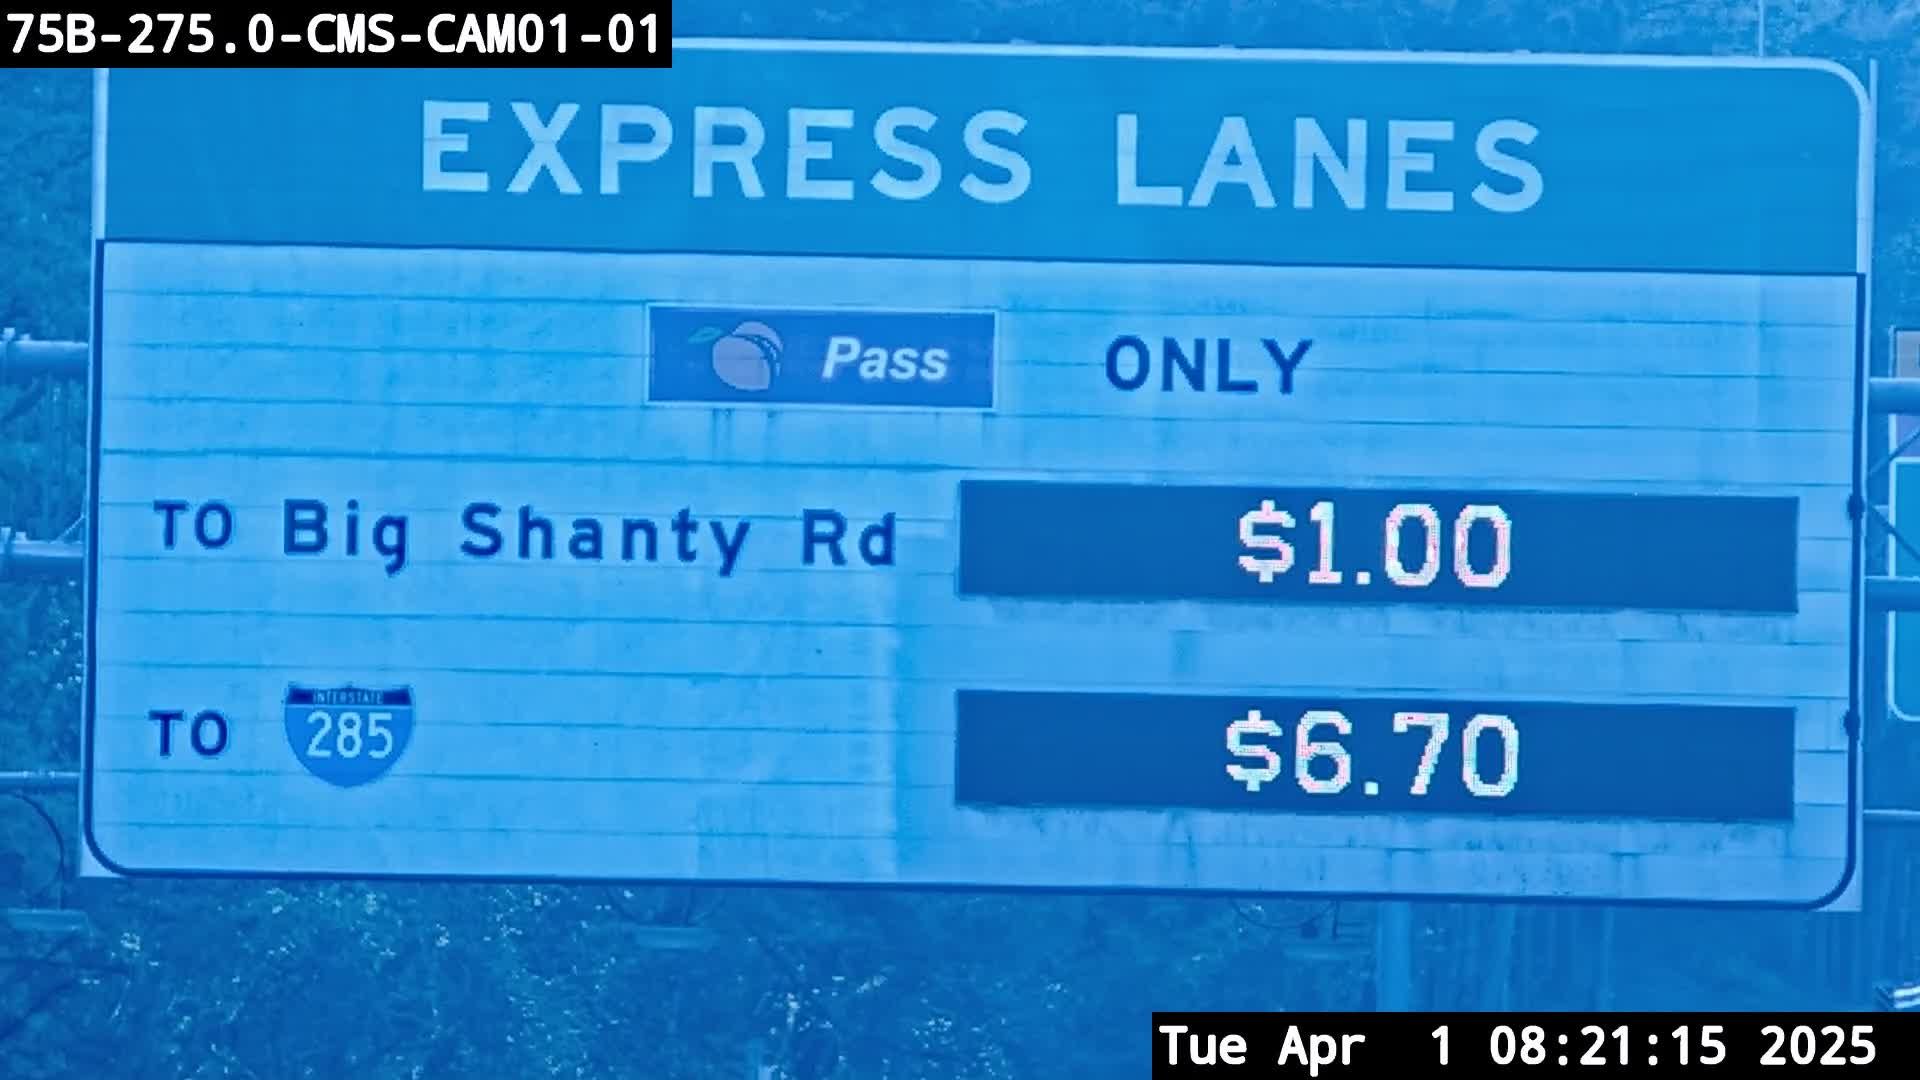 75B-275.0-CMS-CAM01-01
EXPRESS LANES
Pass ONLY
TO Big Shanty Rd $1.00
TO INTERSTATE 285 $6.70
Tue Apr 1 08:21:15 2025